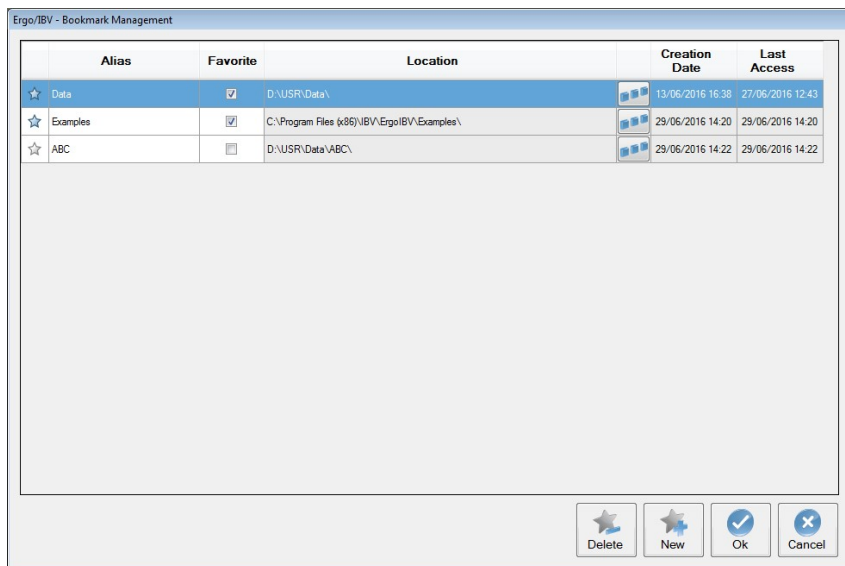 Ergo/IBV - Bookmark Management
Alias Favorite Location Creation Date Last Access
Data D:\USR\Data\ 13/06/2016 16:38 27/06/2016 12:43
Examples C:\Program Files (x86)\IBV\ErgoIBV\Examples\ 29/06/2016 14:20 29/06/2016 14:20
ABC D:\USR\Data\ABC\ 29/06/2016 14:22 29/06/2016 14:22
Delete New Ok Cancel